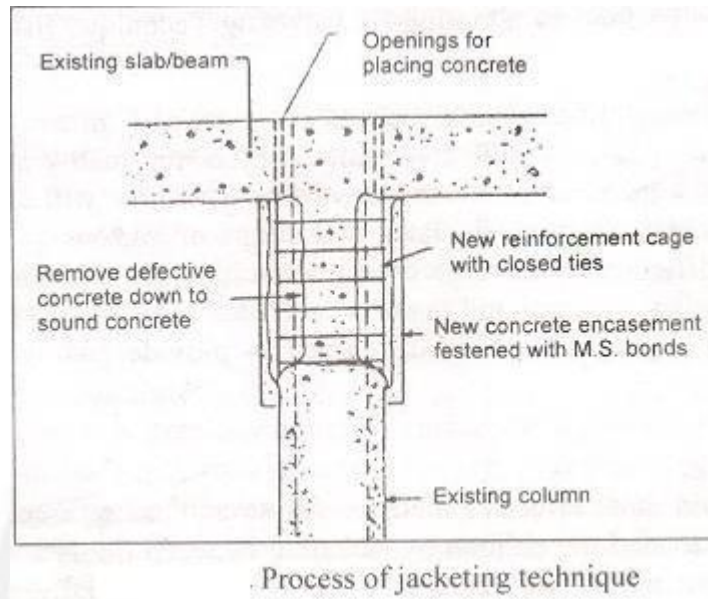 Openings for
placing concrete
Existing slab/beam
New reinforcement cage
with closed ties
Remove defective
concrete down to
sound concrete
New concrete encasement
festened with M.S. bonds
Existing column
Process of jacketing technique